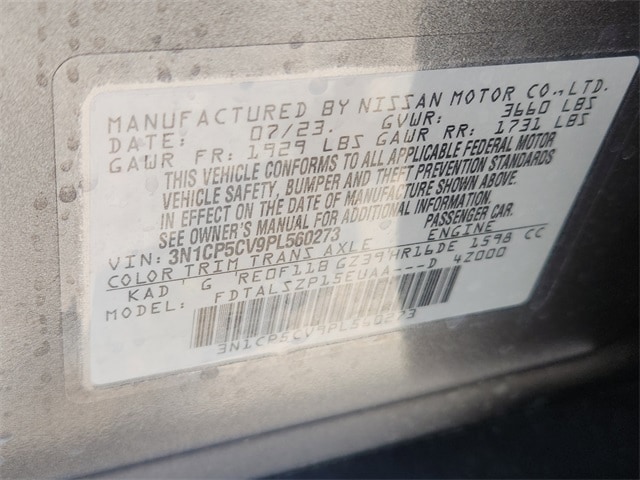 MANUFACTURED BY NISSAN MOTOR CO.,LTD.
DATE: 07/23. GVWR: 3660 LBS
GAWR FR: 1929 LBS GAWR RR: 1731 LBS
THIS VEHICLE CONFORMS TO ALL APPLICABLE FEDERAL MOTOR
VEHICLE SAFETY, BUMPER AND THEFT PREVENTION STANDARDS
IN EFFECT ON THE DATE OF MANUFACTURE SHOWN ABOVE.
SEE OWNER'S MANUAL FOR ADDITIONAL INFORMATION.
VIN: 3N1CP5CV9PL560273 PASSENGER CAR.
COLOR TRIM TRANS AXLE ENGINE
KAD G RE0F11B GZ39 HR16DE 1598 CC
MODEL: FDTALSZP15EUAA---D 4Z000
3N1CP5CV9PL560273